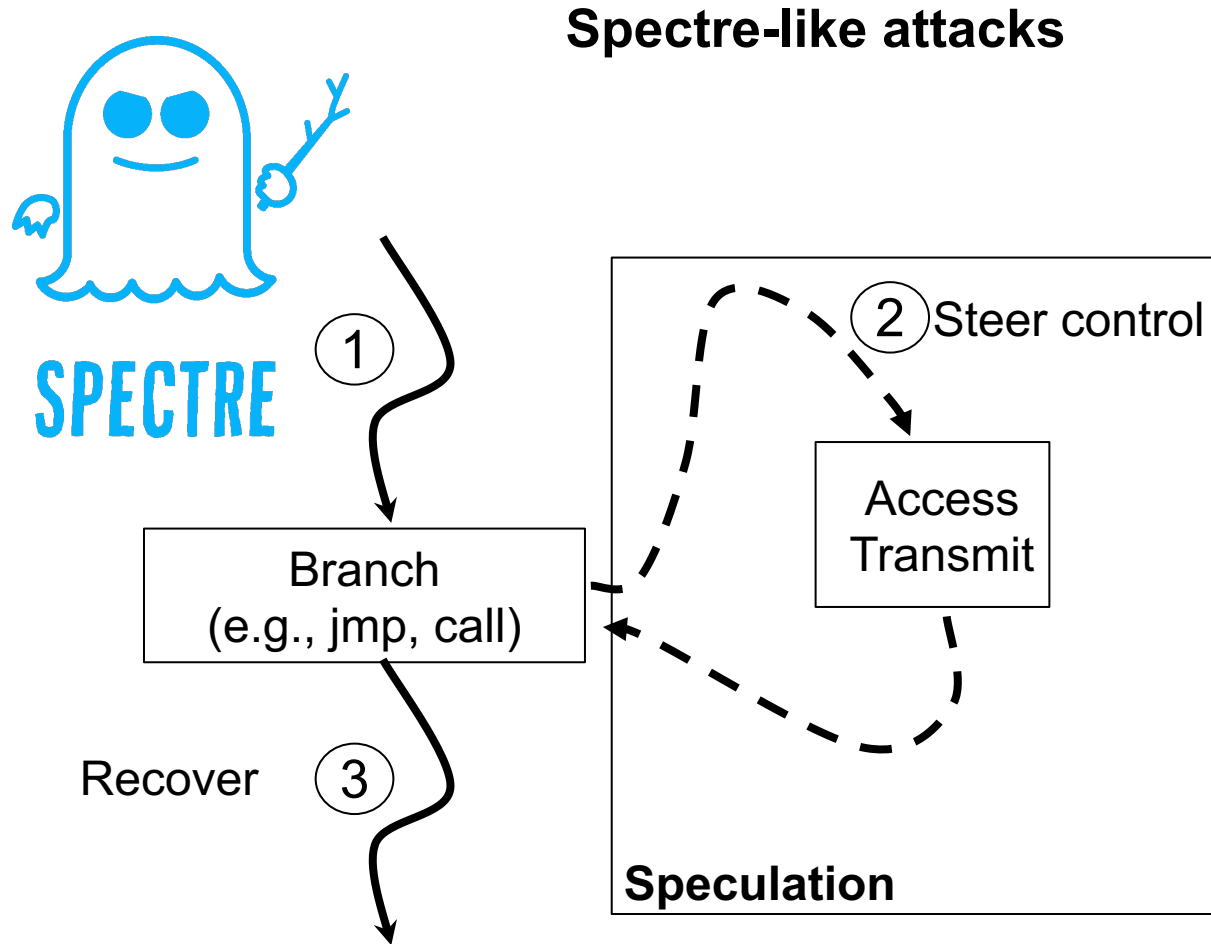 Spectre-like attacks
SPECTRE
1
2 Steer control
Access
Transmit
Branch
(e.g., jmp, call)
Recover 3
Speculation